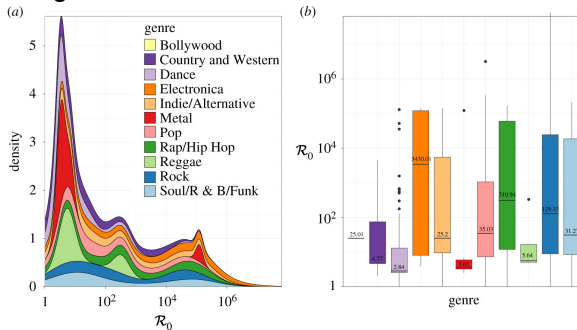 (a)
genre
Bollywood
Country and Western
Dance
Electronica
Indie/Alternative
Metal
Pop
Rap/Hip Hop
Reggae
Rock
Soul/R & B/Funk
density
5
4
3
2
1
0
1
10²
10⁴
10⁶
ℛ₀
(b)
ℛ₀
10⁶
10⁴
10²
1
25.01
4.77
2.84
3430.01
25.2
35.03
310.94
5.64
129.33
31.27
genre